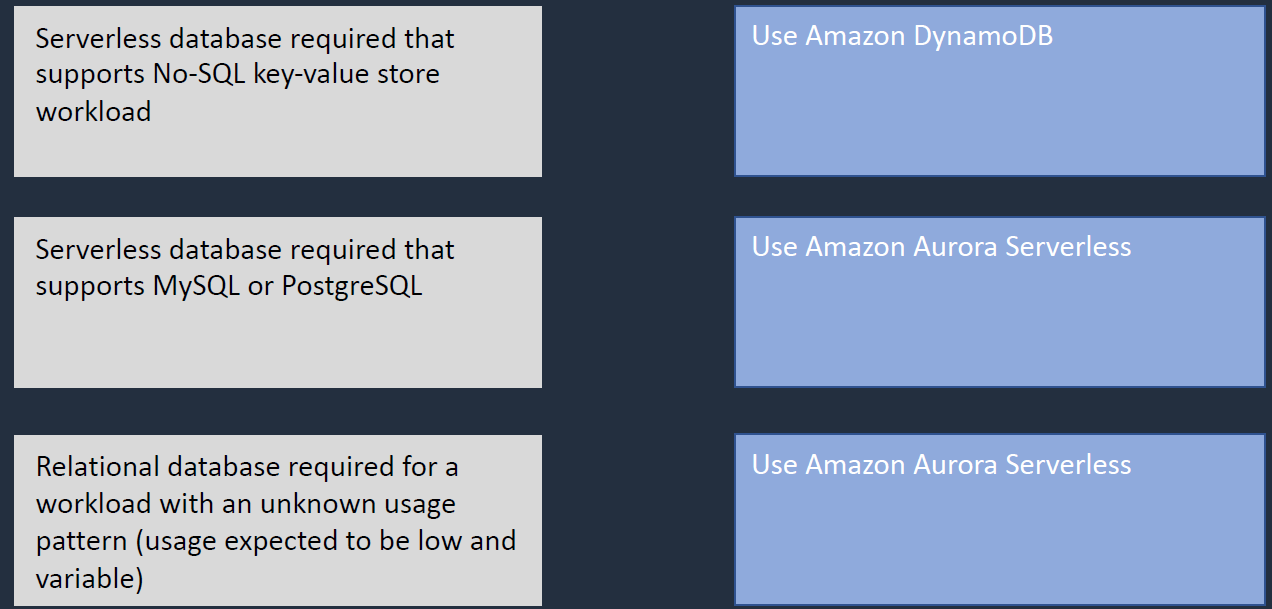 Serverless database required that
supports No-SQL key-value store
workload
Use Amazon DynamoDB
Serverless database required that
supports MySQL or PostgreSQL
Use Amazon Aurora Serverless
Relational database required for a
workload with an unknown usage
pattern (usage expected to be low and
variable)
Use Amazon Aurora Serverless